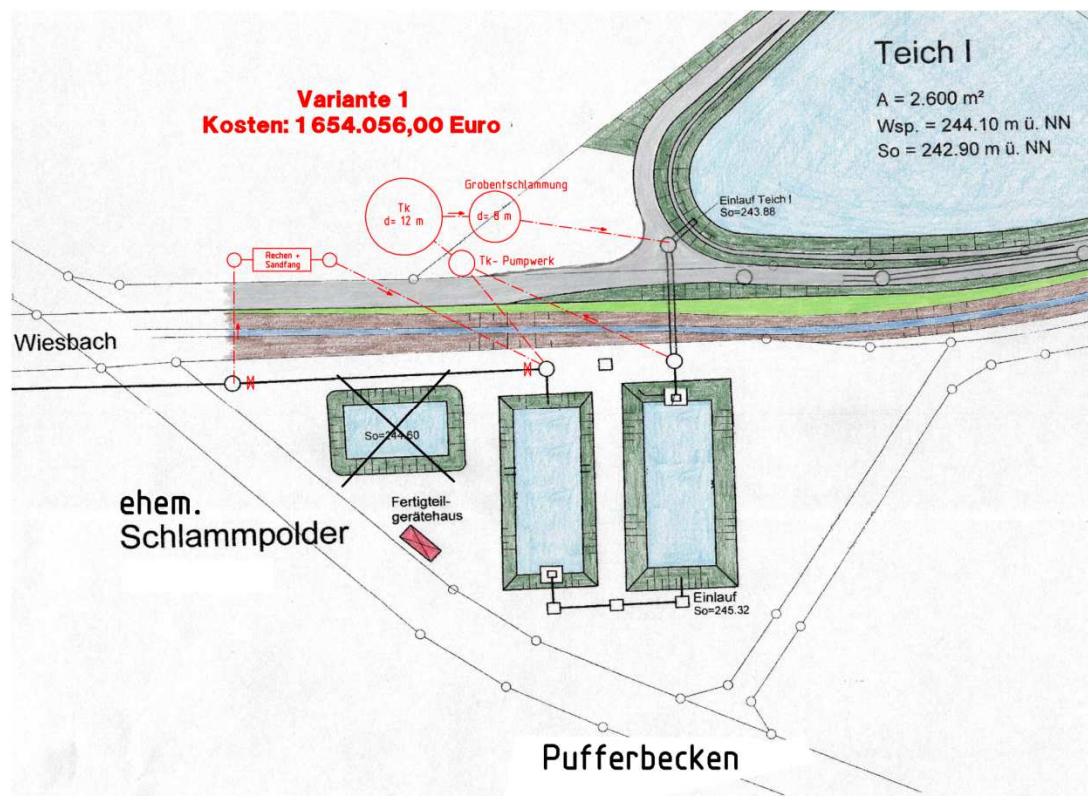 Variante 1
Kosten: 1 654.056,00 Euro
Teich I
A = 2.600 m²
Wsp. = 244.10 m ü. NN
So = 242.90 m ü. NN
Grobentschlammung
Tk
d= 12 m
d= 8 m
Einlauf Teich I
So=243.88
Rechen +
Sandfang
Tk- Pumpwerk
Wiesbach
So=244.60
ehem.
Schlammpolder
Fertigteil-
gerätehaus
Einlauf
So=245.32
Pufferbecken